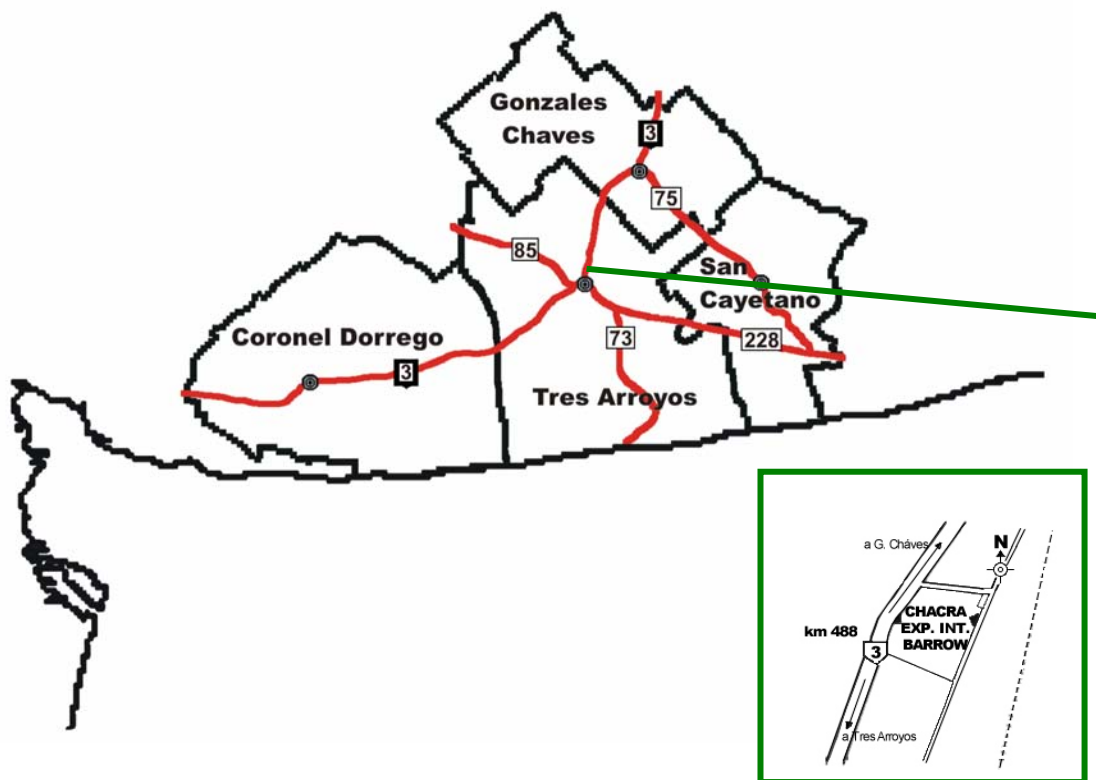 Gonzales
Chaves
3
75
85
San
Cayetano
Coronel Dorrego
73
228
3
Tres Arroyos
a G. Cháves
N
CHACRA
EXP. INT.
BARROW
km 488
3
a Tres Arroyos